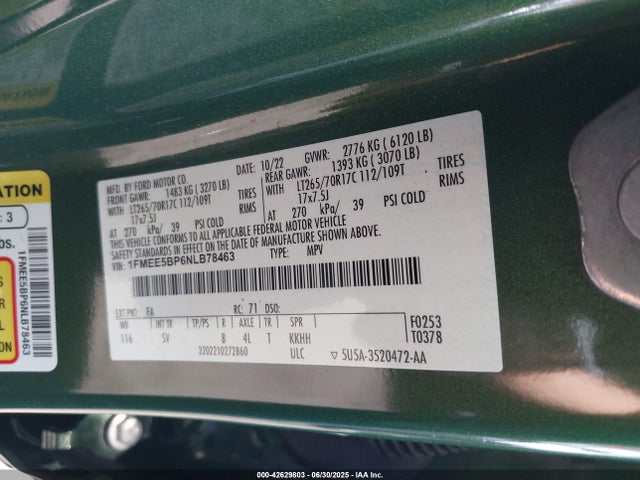 MFD. BY FORD MOTOR CO.
DATE: 10/22
GVWR: 2776 KG ( 6120 LB)
FRONT GAWR: 1483 KG ( 3270 LB)
REAR GAWR: 1393 KG ( 3070 LB)
WITH
LT265/70R17C 112/109T TIRES
17x7.5J RIMS
AT 270 kPa/ 39 PSI COLD
WITH
LT265/70R17C 112/109T TIRES
17x7.5J RIMS
AT 270 kPa/ 39 PSI COLD
THIS VEHICLE CONFORMS TO ALL APPLICABLE FEDERAL MOTOR VEHICLE
SAFETY STANDARDS IN EFFECT ON THE DATE OF MANUFACTURE SHOWN ABOVE.
VIN: 1FMEE5BP6NLB78463
TYPE: MPV
EXT PNT: FA RC: 71 DSO:
WB INT TR TP/PS R AXLE TR SPR
116 SV B 4L T KKHH
ULC
F0253
T0378
3202210272860
▽ 5U5A-3520472-AA
ATION
: 3
bs.
1FMEE5BP6NLB78463
© 00-42629803 - 06/30/2025 - IAA Inc.